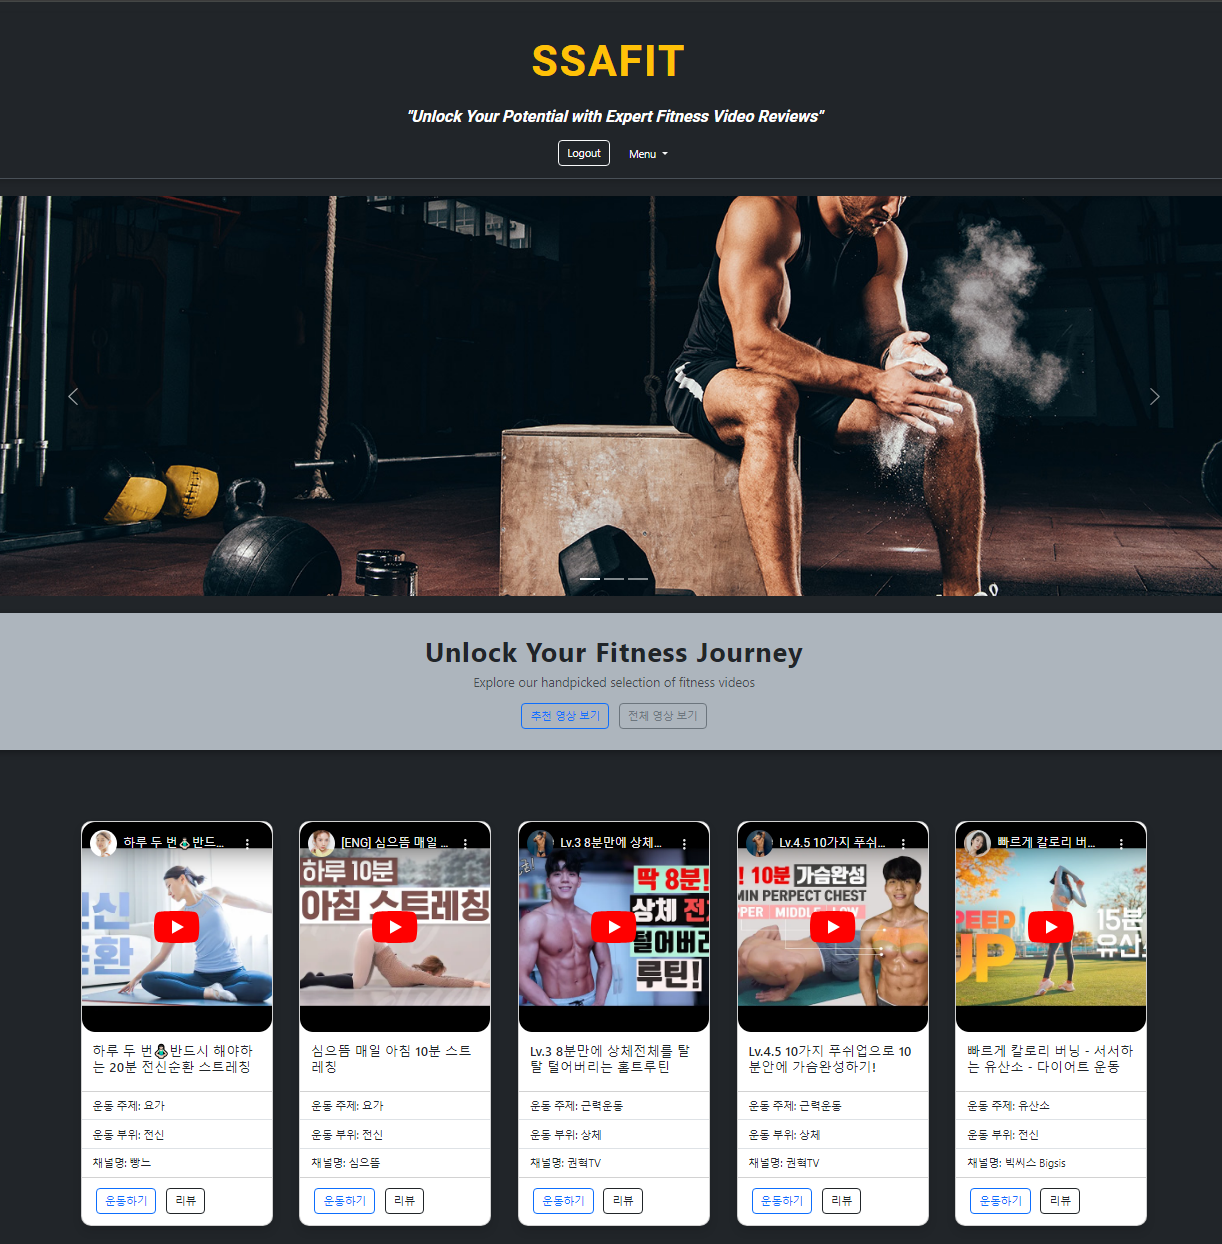 SSAFIT
"Unlock Your Potential with Expert Fitness Video Reviews"
Logout
Menu
Unlock Your Fitness Journey
Explore our handpicked selection of fitness videos
추천 영상 보기
전체 영상 보기
하루 두 번🧘🏻‍♀️반드...
하루 두 번🧘🏻‍♀️반드시 해야하
는 20분 전신순환 스트레칭
운동 주제: 요가
운동 부위: 전신
채널명: 빵느
운동하기
리뷰
[ENG] 심으뜸 매일 ...
하루 10분
아침 스트레칭
심으뜸 매일 아침 10분 스트
레칭
운동 주제: 요가
운동 부위: 전신
채널명: 심으뜸
운동하기
리뷰
Lv.3 8분만에 상체...
딱 8분!
상체 전
털어버리
루틴!
Lv.3 8분만에 상체전체를 탈
탈 털어버리는 홈트루틴
운동 주제: 근력운동
운동 부위: 상체
채널명: 권혁TV
운동하기
리뷰
Lv.4.5 10가지 푸쉬...
! 10분 가슴완성
MIN PERFECT CHEST
PPER MIDDLE LOW
Lv.4.5 10가지 푸쉬업으로 10
분안에 가슴완성하기!
운동 주제: 근력운동
운동 부위: 상체
채널명: 권혁TV
운동하기
리뷰
빠르게 칼로리 버...
PEED
UP
15분
유산소
빠르게 칼로리 버닝 - 서서하
는 유산소 - 다이어트 운동
운동 주제: 유산소
운동 부위: 전신
채널명: 빅씨스 Bigsis
운동하기
리뷰